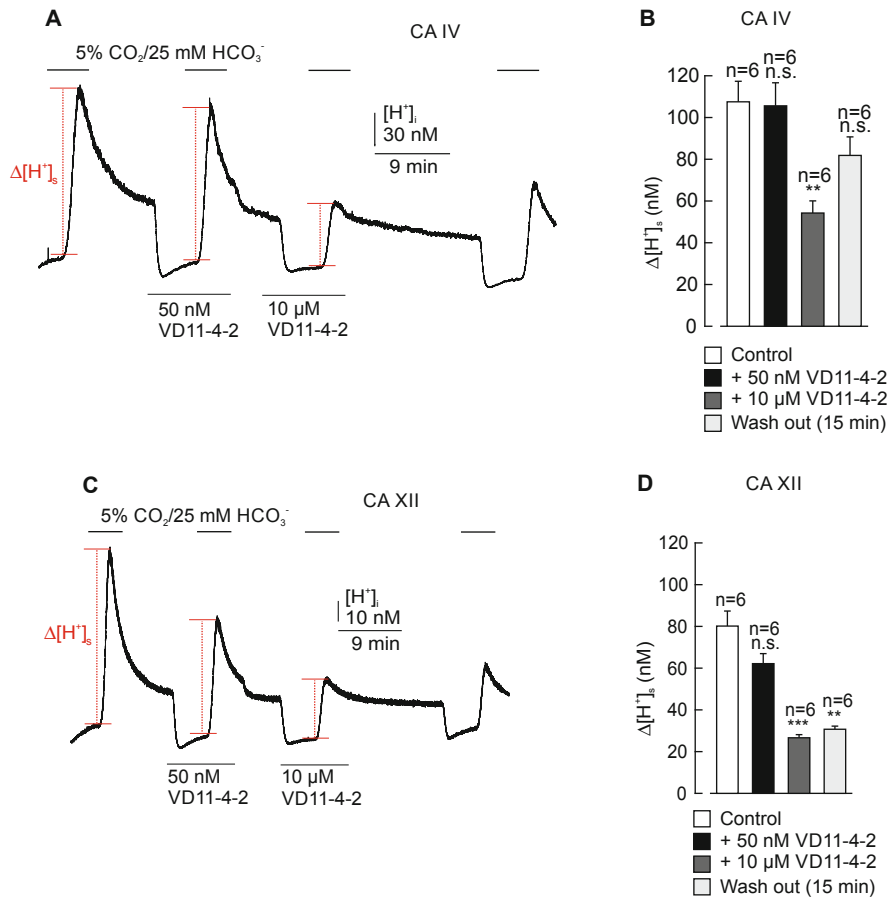 A
CA IV
5% CO₂/25 mM HCO₃⁻
Δ[H⁺]ₛ
[H⁺]ᵢ
30 nM
9 min
50 nM
VD11-4-2
10 µM
VD11-4-2
B
CA IV
Δ[H⁺]ₛ (nM)
120
100
80
60
40
20
0
n=6
n=6
n.s.
n=6
**
n=6
n.s.
Control
+ 50 nM VD11-4-2
+ 10 µM VD11-4-2
Wash out (15 min)
C
CA XII
5% CO₂/25 mM HCO₃⁻
Δ[H⁺]ₛ
[H⁺]ᵢ
10 nM
9 min
50 nM
VD11-4-2
10 µM
VD11-4-2
D
CA XII
Δ[H⁺]ₛ (nM)
120
100
80
60
40
20
0
n=6
n=6
n.s.
n=6
***
n=6
**
Control
+ 50 nM VD11-4-2
+ 10 µM VD11-4-2
Wash out (15 min)